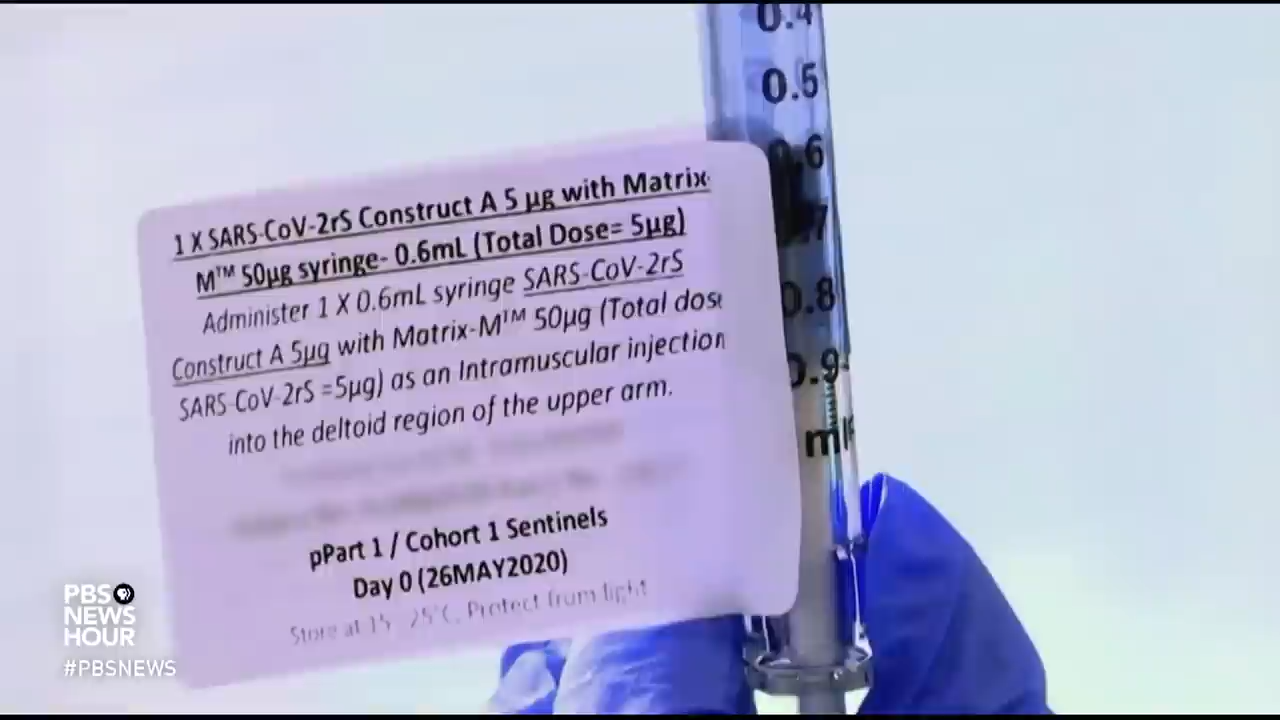 0.4
0.5
0.6
0.8
0.9
ml
1 X SARS-CoV-2rS Construct A 5 µg with Matrix-
M™ 50µg syringe- 0.6mL (Total Dose= 5µg)
Administer 1 X 0.6mL syringe SARS-CoV-2rS
Construct A 5µg with Matrix-M™ 50µg (Total dose
SARS-CoV-2rS =5µg) as an Intramuscular injection
into the deltoid region of the upper arm.
pPart 1 / Cohort 1 Sentinels
Day 0 (26MAY2020)
Store at 15 - 25°C, Protect from light
PBS
NEWS
HOUR
#PBSNEWS